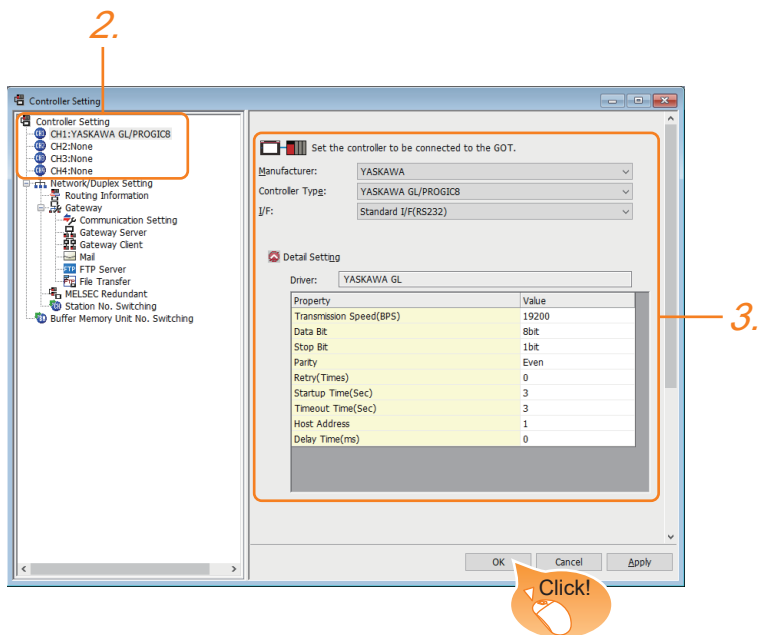 2.
Controller Setting
Controller Setting
CH1:YASKAWA GL/PROGIC8
CH2:None
CH3:None
CH4:None
Network/Duplex Setting
Routing Information
Gateway
Communication Setting
Gateway Server
Gateway Client
Mail
FTP Server
File Transfer
MELSEC Redundant
Station No. Switching
Buffer Memory Unit No. Switching
Set the controller to be connected to the GOT.
Manufacturer: YASKAWA
Controller Type: YASKAWA GL/PROGIC8
I/F: Standard I/F(RS232)
Detail Setting
Driver: YASKAWA GL
Property Value
Transmission Speed(BPS) 19200
Data Bit 8bit
Stop Bit 1bit
Parity Even
Retry(Times) 0
Startup Time(Sec) 3
Timeout Time(Sec) 3
Host Address 1
Delay Time(ms) 0
3.
OK Cancel Apply
Click!